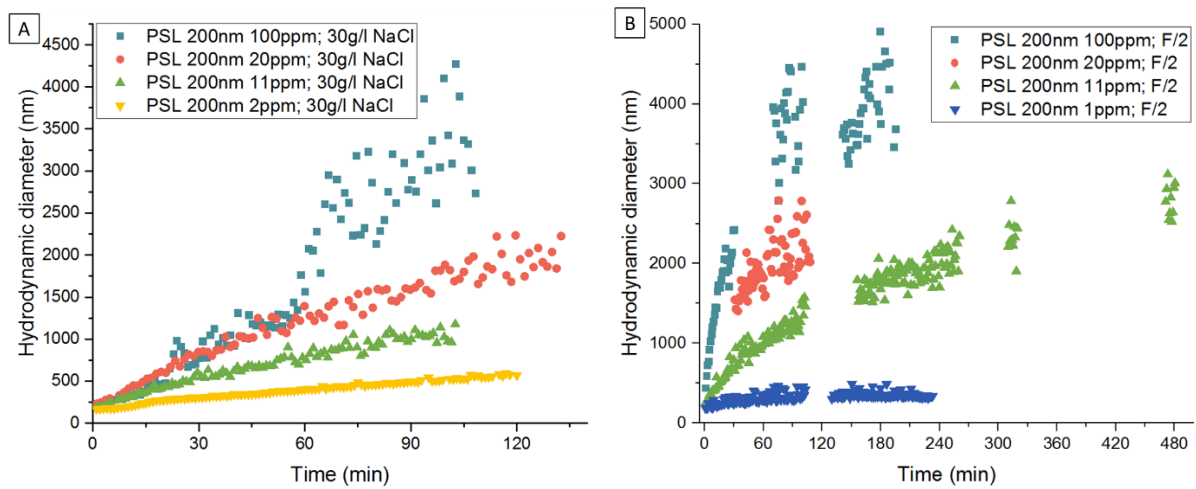 A
PSL 200nm 100ppm; 30g/l NaCl
PSL 200nm 20ppm; 30g/l NaCl
PSL 200nm 11ppm; 30g/l NaCl
PSL 200nm 2ppm; 30g/l NaCl
Hydrodynamic diameter (nm)
4500
4000
3500
3000
2500
2000
1500
1000
500
0
0 30 60 90 120
Time (min)
B
PSL 200nm 100ppm; F/2
PSL 200nm 20ppm; F/2
PSL 200nm 11ppm; F/2
PSL 200nm 1ppm; F/2
Hydrodynamic diameter (nm)
5000
4000
3000
2000
1000
0
0 60 120 180 240 300 360 420 480
Time (min)